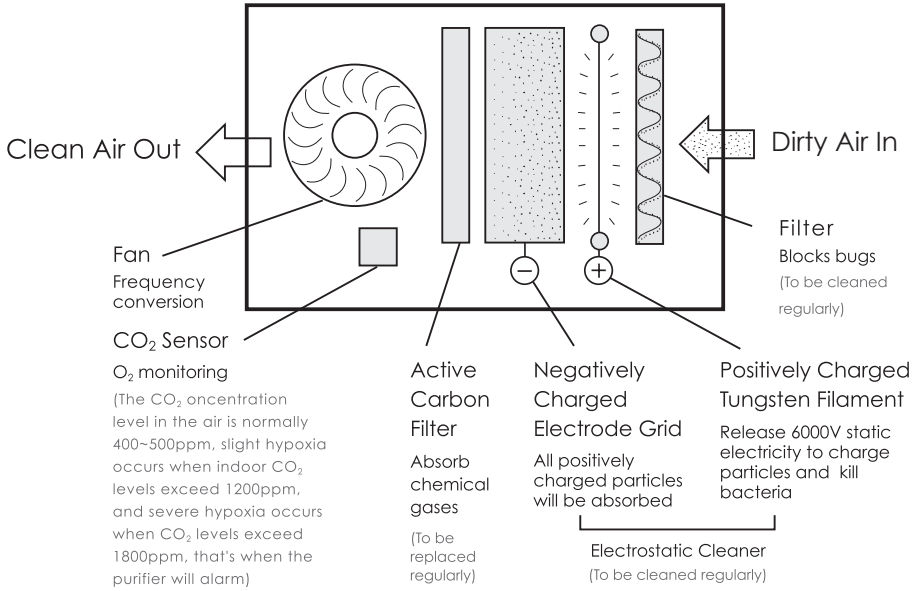 Clean Air Out
Dirty Air In
Fan
Frequency
conversion
CO₂ Sensor
O₂ monitoring
(The CO₂ oncentration
level in the air is normally
400~500ppm, slight hypoxia
occurs when indoor CO₂
levels exceed 1200ppm,
and severe hypoxia occurs
when CO₂ levels exceed
1800ppm, that's when the
purifier will alarm)
Active
Carbon
Filter
Absorb
chemical
gases
(To be
replaced
regularly)
−
Negatively
Charged
Electrode Grid
All positively
charged particles
will be absorbed
+
Positively Charged
Tungsten Filament
Release 6000V static
electricity to charge
particles and kill
bacteria
Electrostatic Cleaner
(To be cleaned regularly)
Filter
Blocks bugs
(To be cleaned
regularly)